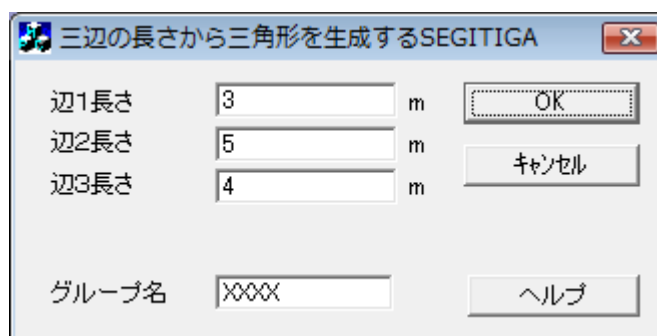 三辺の長さから三角形を生成するSEGITIGA
辺1長さ 3 m OK
辺2長さ 5 m
ｷｬﾝｾﾙ
辺3長さ 4 m
グループ名 XXXX ヘルプ